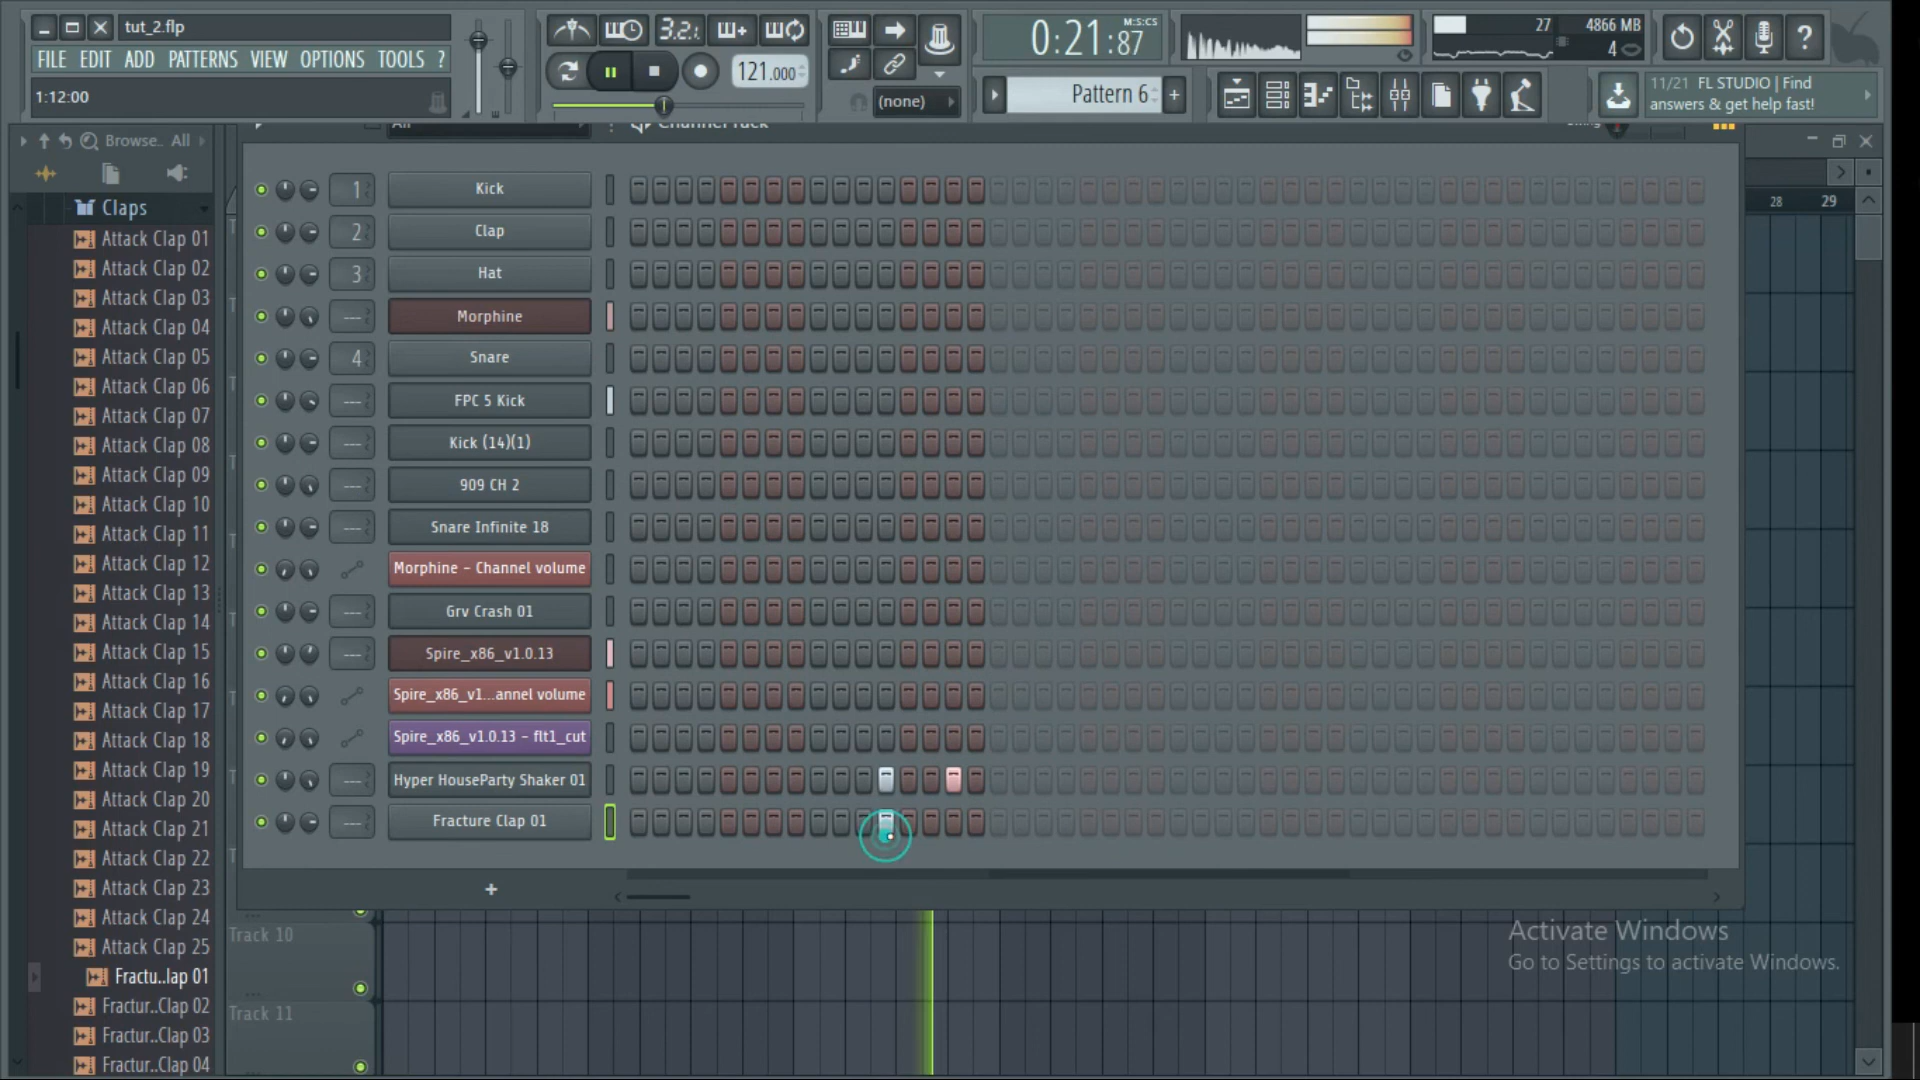 tut_2.flp
FILE EDIT ADD PATTERNS VIEW OPTIONS TOOLS ?
1:12:00
3.2.1
121.000
(none)
0:21:87
M:S:CS
Pattern 6
27
4866 MB
4
11/21 FL STUDIO | Find
answers & get help fast!
Browse.. All
Claps
Attack Clap 01
Attack Clap 02
Attack Clap 03
Attack Clap 04
Attack Clap 05
Attack Clap 06
Attack Clap 07
Attack Clap 08
Attack Clap 09
Attack Clap 10
Attack Clap 11
Attack Clap 12
Attack Clap 13
Attack Clap 14
Attack Clap 15
Attack Clap 16
Attack Clap 17
Attack Clap 18
Attack Clap 19
Attack Clap 20
Attack Clap 21
Attack Clap 22
Attack Clap 23
Attack Clap 24
Attack Clap 25
Fractu..lap 01
Fractur..Clap 02
Fractur..Clap 03
Fractur..Clap 04
All
Channel rack
Swing
1 Kick
2 Clap
3 Hat
--- Morphine
4 Snare
--- FPC 5 Kick
--- Kick (14)(1)
--- 909 CH 2
--- Snare Infinite 18
Morphine - Channel volume
--- Grv Crash 01
--- Spire_x86_v1.0.13
Spire_x86_v1...annel volume
Spire_x86_v1.0.13 - flt1_cut
--- Hyper HouseParty Shaker 01
--- Fracture Clap 01
+
28 29
Track 10
Track 11
Activate Windows
Go to Settings to activate Windows.